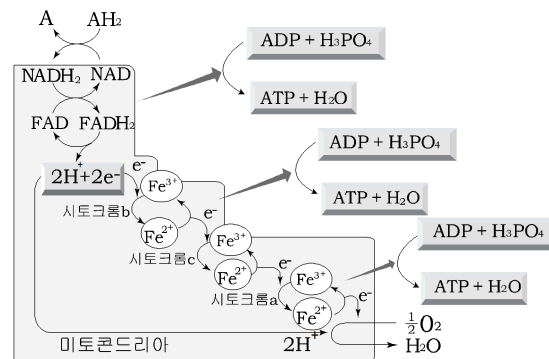 A AH₂
ADP + H₃PO₄
NADH₂ NAD
ATP + H₂O
FAD FADH₂
ADP + H₃PO₄
2H⁺+2e⁻ e⁻ Fe³⁺
ATP + H₂O
시토크롬b Fe²⁺ e⁻ Fe³⁺
ADP + H₃PO₄
시토크롬c Fe²⁺ e⁻ Fe³⁺
ATP + H₂O
시토크롬a Fe²⁺ e⁻
½O₂
미토콘드리아 2H⁺ H₂O